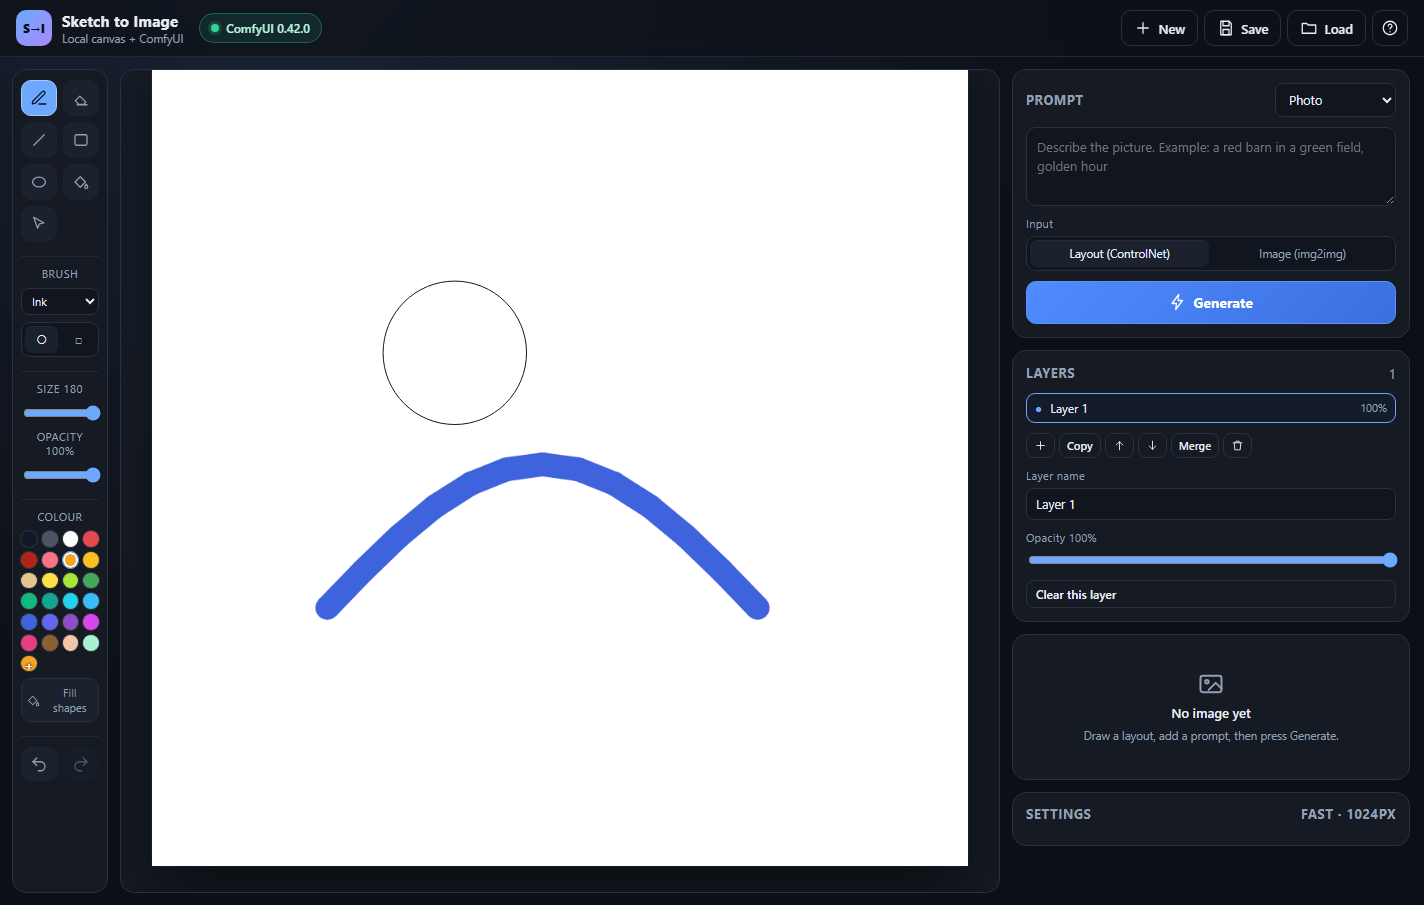 S→I
Sketch to Image
Local canvas + ComfyUI
ComfyUI 0.42.0
New
Save
Load
BRUSH
Ink
SIZE 180
OPACITY
100%
COLOUR
Fill
shapes
PROMPT
Photo
Describe the picture. Example: a red barn in a green field,
golden hour
Input
Layout (ControlNet)
Image (img2img)
Generate
LAYERS
1
Layer 1
100%
Copy
Merge
Layer name
Layer 1
Opacity 100%
Clear this layer
No image yet
Draw a layout, add a prompt, then press Generate.
SETTINGS
FAST · 1024PX